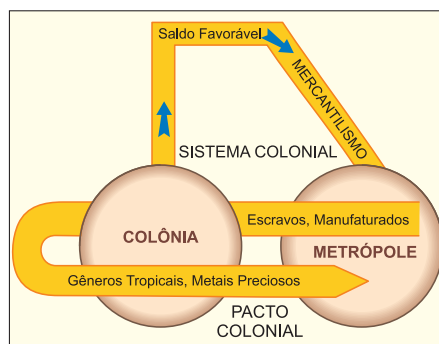 Saldo Favorável
MERCANTILISMO
SISTEMA COLONIAL
Escravos, Manufaturados
COLÔNIA
METRÓPOLE
Gêneros Tropicais, Metais Preciosos
PACTO
COLONIAL